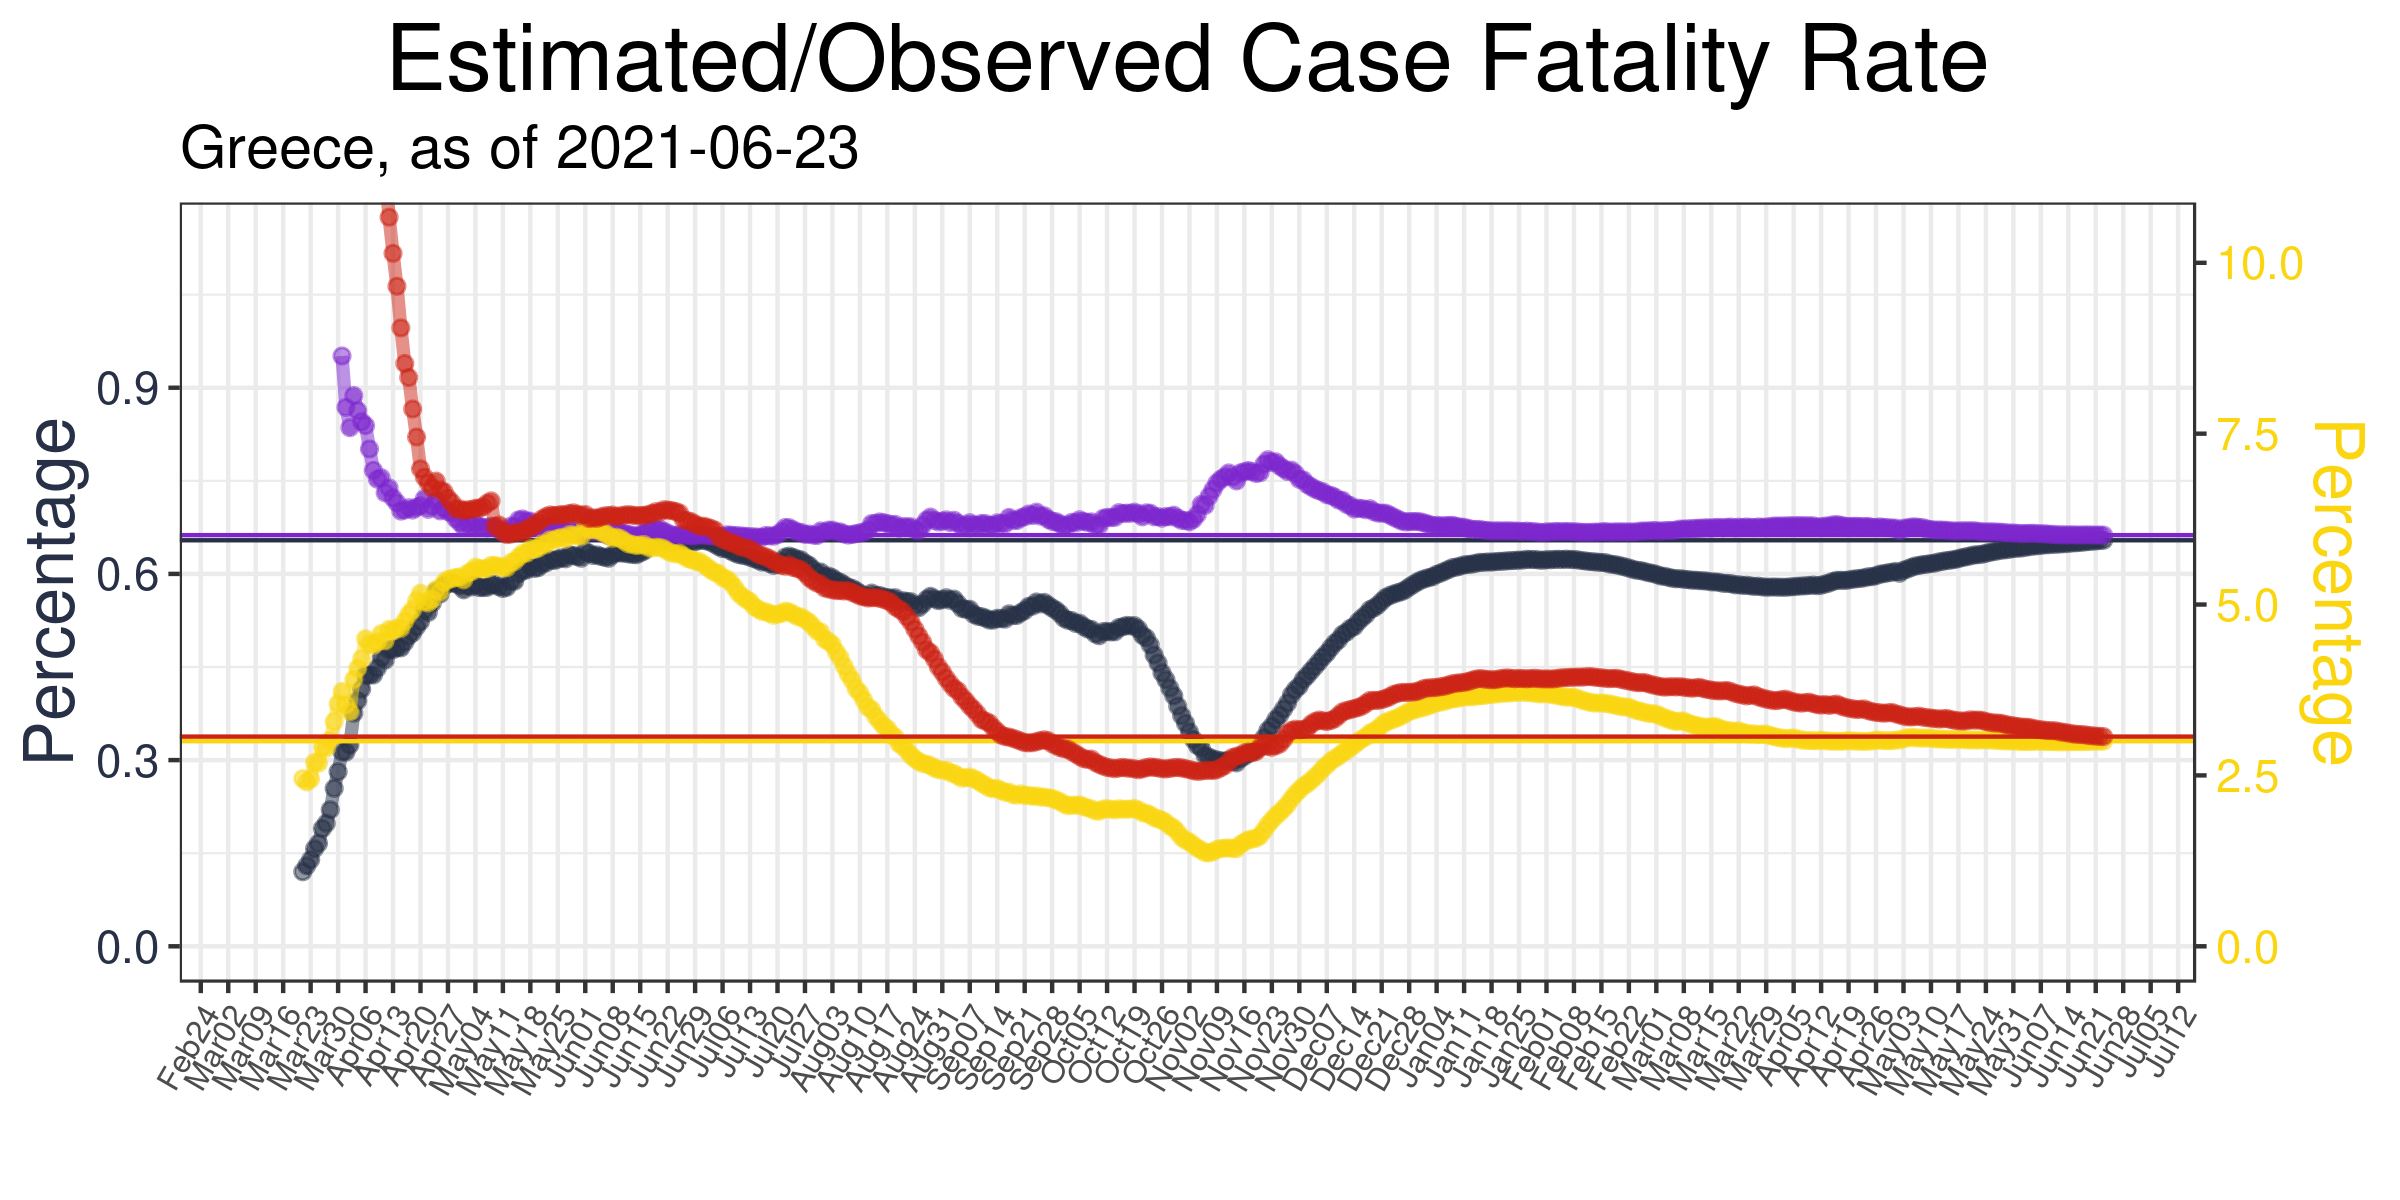 Estimated/Observed Case Fatality Rate
Greece, as of 2021-06-23
Percentage
0.9
0.6
0.3
0.0
10.0
7.5
5.0
2.5
0.0
Percentage
Feb24
Mar02
Mar09
Mar16
Mar23
Mar30
Apr06
Apr13
Apr20
Apr27
May04
May11
May18
May25
Jun01
Jun08
Jun15
Jun22
Jun29
Jul06
Jul13
Jul20
Jul27
Aug03
Aug10
Aug17
Aug24
Aug31
Sep07
Sep14
Sep21
Sep28
Oct05
Oct12
Oct19
Oct26
Nov02
Nov09
Nov16
Nov23
Nov30
Dec07
Dec14
Dec21
Dec28
Jan04
Jan11
Jan18
Jan25
Feb01
Feb08
Feb15
Feb22
Mar01
Mar08
Mar15
Mar22
Mar29
Apr05
Apr12
Apr19
Apr26
May03
May10
May17
May24
May31
Jun07
Jun14
Jun21
Jun28
Jul05
Jul12